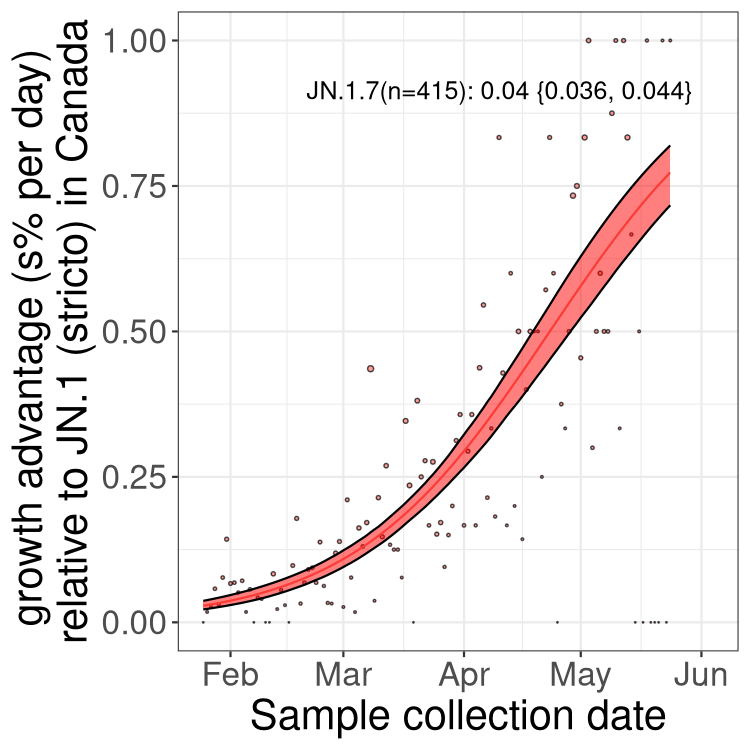 growth advantage (s% per day)
relative to JN.1 (stricto) in Canada
1.00
0.75
0.50
0.25
0.00
JN.1.7(n=415): 0.04 {0.036, 0.044}
Feb Mar Apr May Jun
Sample collection date